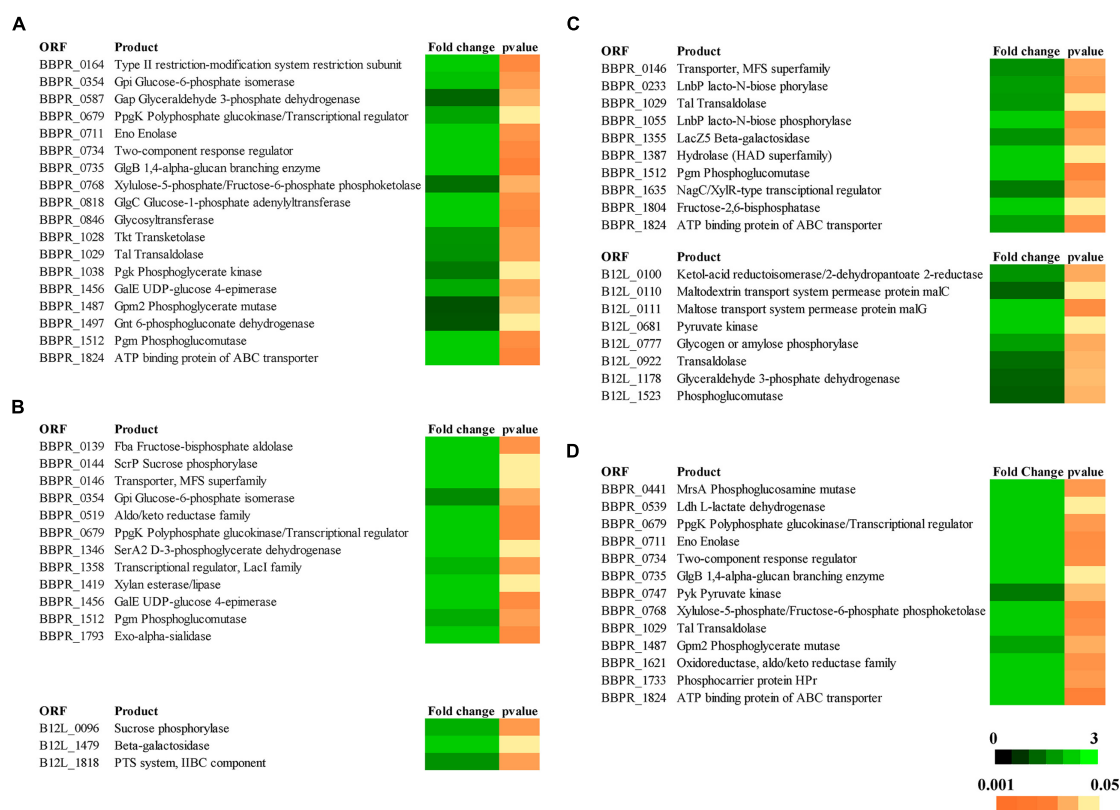 A
ORF Product Fold change pvalue
BBPR_0164 Type II restriction-modification system restriction subunit
BBPR_0354 Gpi Glucose-6-phosphate isomerase
BBPR_0587 Gap Glyceraldehyde 3-phosphate dehydrogenase
BBPR_0679 PpgK Polyphosphate glucokinase/Transcriptional regulator
BBPR_0711 Eno Enolase
BBPR_0734 Two-component response regulator
BBPR_0735 GlgB 1,4-alpha-glucan branching enzyme
BBPR_0768 Xylulose-5-phosphate/Fructose-6-phosphate phosphoketolase
BBPR_0818 GlgC Glucose-1-phosphate adenylyltransferase
BBPR_0846 Glycosyltransferase
BBPR_1028 Tkt Transketolase
BBPR_1029 Tal Transaldolase
BBPR_1038 Pgk Phosphoglycerate kinase
BBPR_1456 GalE UDP-glucose 4-epimerase
BBPR_1487 Gpm2 Phosphoglycerate mutase
BBPR_1497 Gnt 6-phosphogluconate dehydrogenase
BBPR_1512 Pgm Phosphoglucomutase
BBPR_1824 ATP binding protein of ABC transporter
B
ORF Product Fold change pvalue
BBPR_0139 Fba Fructose-bisphosphate aldolase
BBPR_0144 ScrP Sucrose phosphorylase
BBPR_0146 Transporter, MFS superfamily
BBPR_0354 Gpi Glucose-6-phosphate isomerase
BBPR_0519 Aldo/keto reductase family
BBPR_0679 PpgK Polyphosphate glucokinase/Transcriptional regulator
BBPR_1346 SerA2 D-3-phosphoglycerate dehydrogenase
BBPR_1358 Transcriptional regulator, LacI family
BBPR_1419 Xylan esterase/lipase
BBPR_1456 GalE UDP-glucose 4-epimerase
BBPR_1512 Pgm Phosphoglucomutase
BBPR_1793 Exo-alpha-sialidase
ORF Product Fold change pvalue
B12L_0096 Sucrose phosphorylase
B12L_1479 Beta-galactosidase
B12L_1818 PTS system, IIBC component
C
ORF Product Fold change pvalue
BBPR_0146 Transporter, MFS superfamily
BBPR_0233 LnbP lacto-N-biose phorylase
BBPR_1029 Tal Transaldolase
BBPR_1055 LnbP lacto-N-biose phosphorylase
BBPR_1355 LacZ5 Beta-galactosidase
BBPR_1387 Hydrolase (HAD superfamily)
BBPR_1512 Pgm Phosphoglucomutase
BBPR_1635 NagC/XylR-type transciptional regulator
BBPR_1804 Fructose-2,6-bisphosphatase
BBPR_1824 ATP binding protein of ABC transporter
ORF Product Fold change pvalue
B12L_0100 Ketol-acid reductoisomerase/2-dehydropantoate 2-reductase
B12L_0110 Maltodextrin transport system permease protein malC
B12L_0111 Maltose transport system permease protein malG
B12L_0681 Pyruvate kinase
B12L_0777 Glycogen or amylose phosphorylase
B12L_0922 Transaldolase
B12L_1178 Glyceraldehyde 3-phosphate dehydrogenase
B12L_1523 Phosphoglucomutase
D
ORF Product Fold Change pvalue
BBPR_0441 MrsA Phosphoglucosamine mutase
BBPR_0539 Ldh L-lactate dehydrogenase
BBPR_0679 PpgK Polyphosphate glucokinase/Transcriptional regulator
BBPR_0711 Eno Enolase
BBPR_0734 Two-component response regulator
BBPR_0735 GlgB 1,4-alpha-glucan branching enzyme
BBPR_0747 Pyk Pyruvate kinase
BBPR_0768 Xylulose-5-phosphate/Fructose-6-phosphate phosphoketolase
BBPR_1029 Tal Transaldolase
BBPR_1487 Gpm2 Phosphoglycerate mutase
BBPR_1621 Oxidoreductase, aldo/keto reductase family
BBPR_1733 Phosphocarrier protein HPr
BBPR_1824 ATP binding protein of ABC transporter
0 3
0.001 0.05